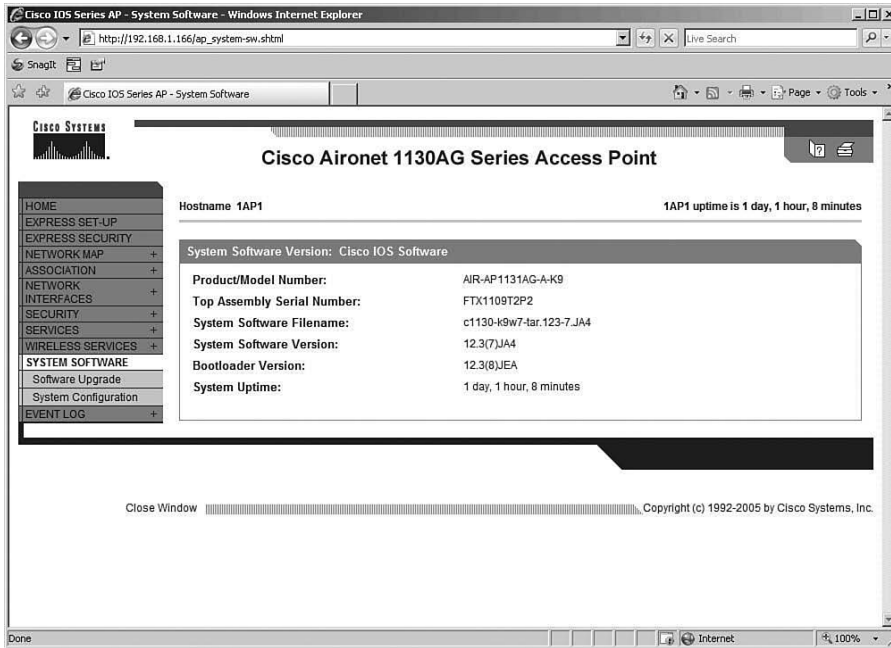 Cisco IOS Series AP - System Software - Windows Internet Explorer
http://192.168.1.166/ap_system-sw.shtml
Live Search
SnagIt
Cisco IOS Series AP - System Software
Page
Tools
CISCO SYSTEMS
Cisco Aironet 1130AG Series Access Point
HOME
EXPRESS SET-UP
EXPRESS SECURITY
NETWORK MAP +
ASSOCIATION +
NETWORK
INTERFACES +
SECURITY +
SERVICES +
WIRELESS SERVICES +
SYSTEM SOFTWARE
Software Upgrade
System Configuration
EVENT LOG +
Hostname 1AP1
1AP1 uptime is 1 day, 1 hour, 8 minutes
System Software Version: Cisco IOS Software
Product/Model Number: AIR-AP1131AG-A-K9
Top Assembly Serial Number: FTX1109T2P2
System Software Filename: c1130-k9w7-tar.123-7.JA4
System Software Version: 12.3(7)JA4
Bootloader Version: 12.3(8)JEA
System Uptime: 1 day, 1 hour, 8 minutes
Close Window
Copyright (c) 1992-2005 by Cisco Systems, Inc.
Done
Internet
100%